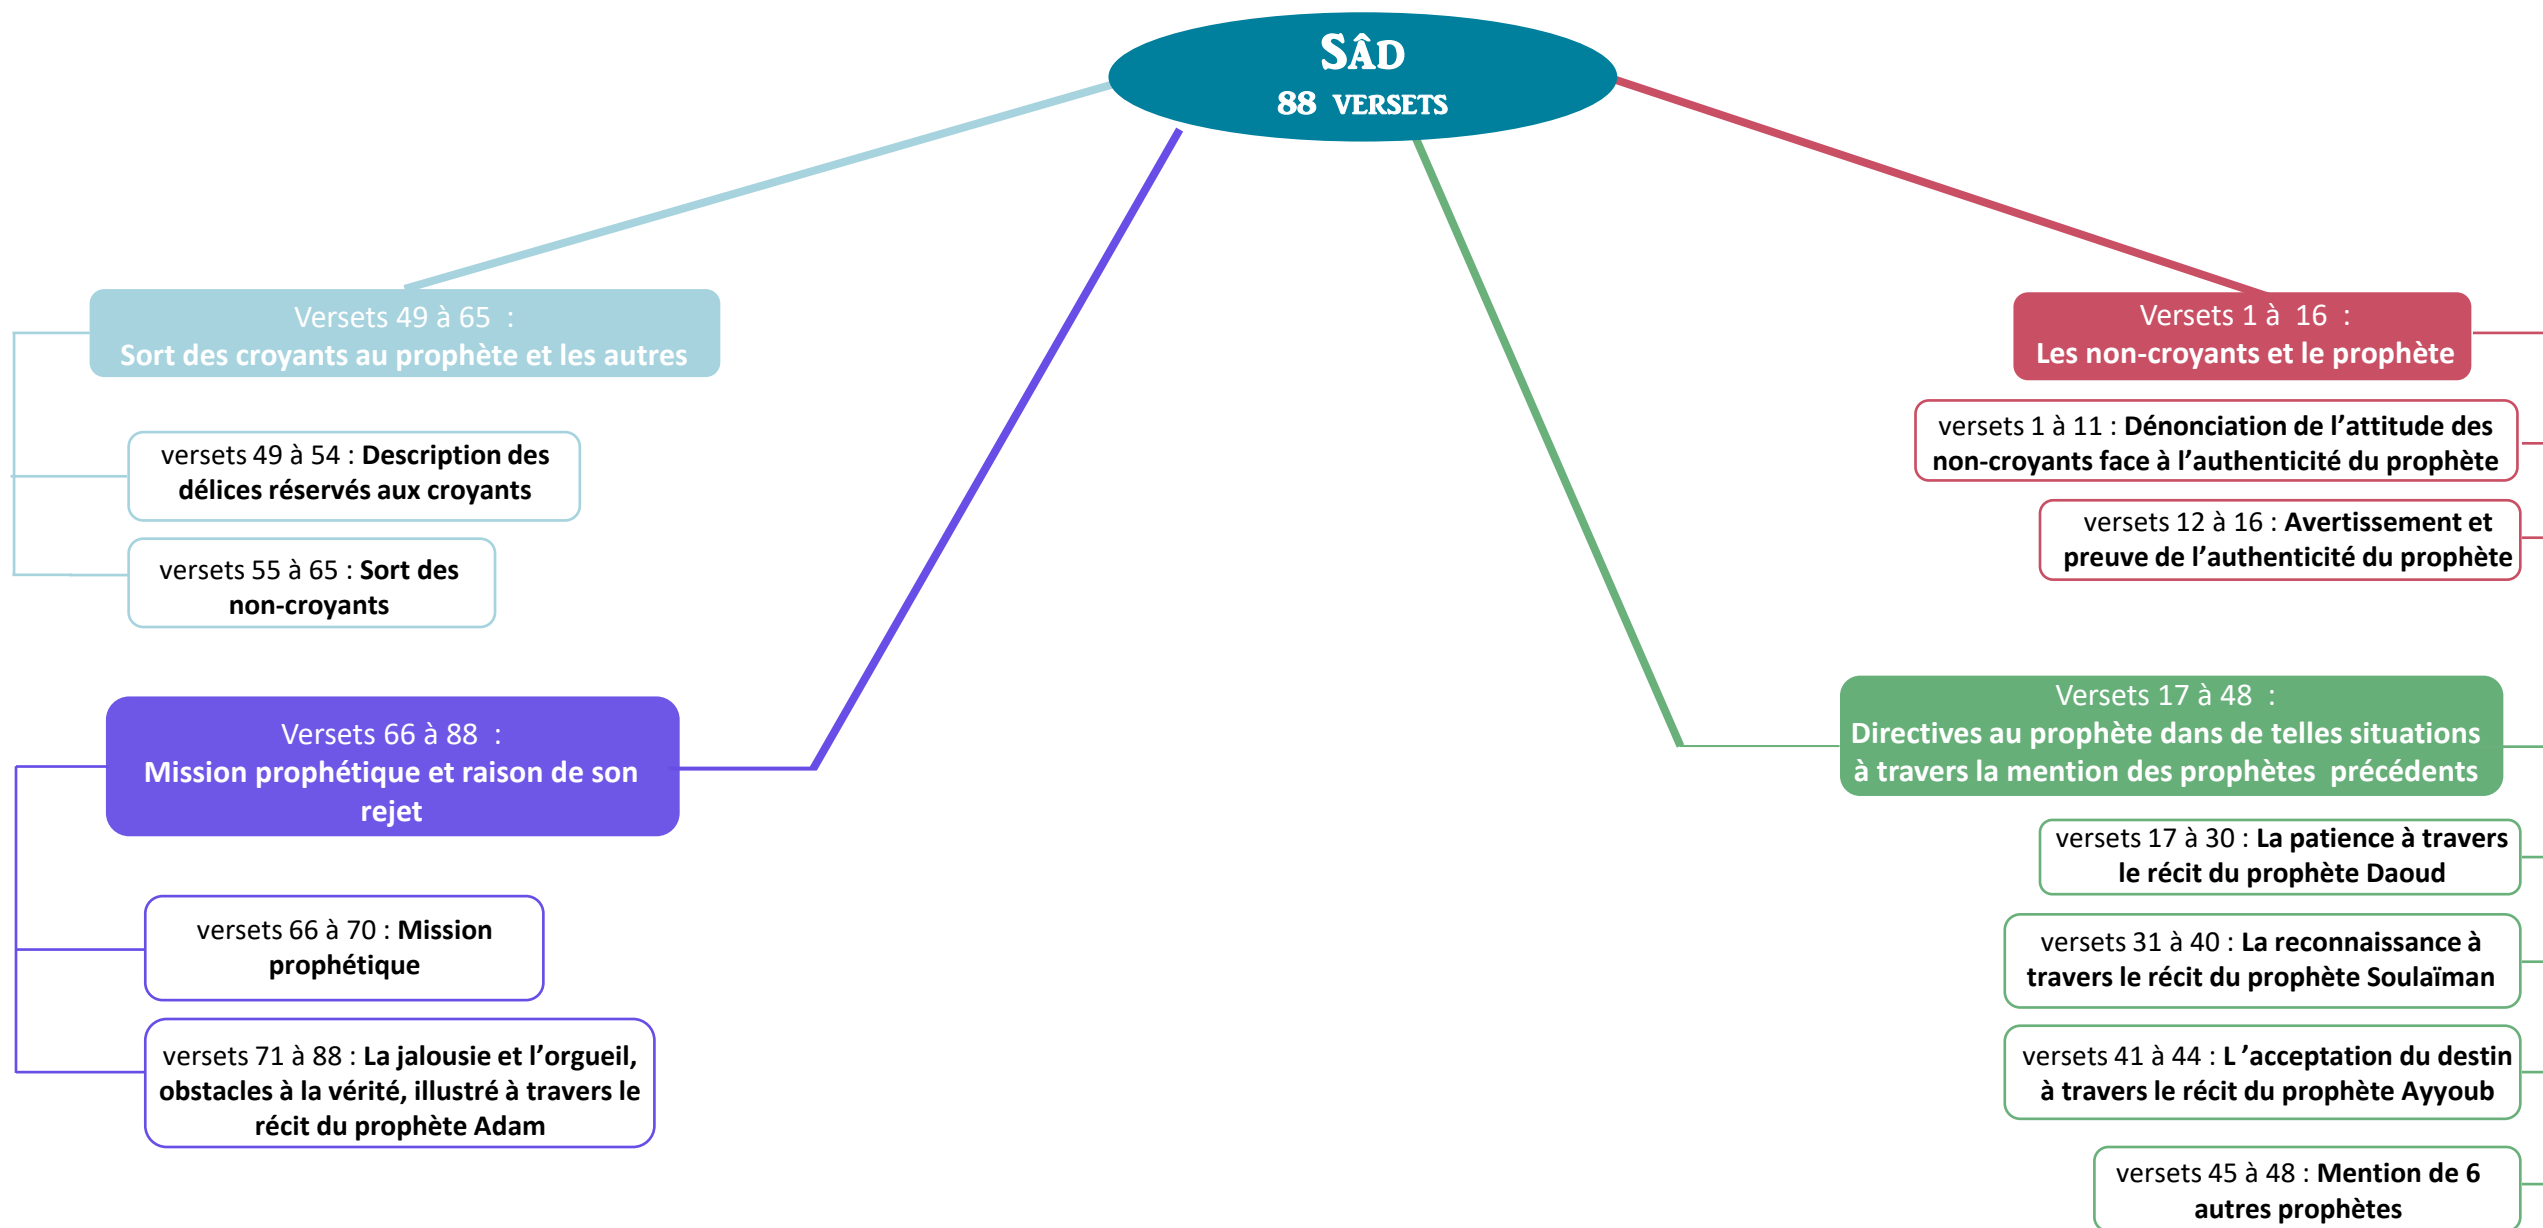 SÂD
88 VERSETS
Versets 1 à 16 :
Les non-croyants et le prophète
versets 1 à 11 : Dénonciation de l’attitude des
non-croyants face à l’authenticité du prophète
versets 12 à 16 : Avertissement et
preuve de l’authenticité du prophète
Versets 17 à 48 :
Directives au prophète dans de telles situations
à travers la mention des prophètes précédents
versets 17 à 30 : La patience à travers
le récit du prophète Daoud
versets 31 à 40 : La reconnaissance à
travers le récit du prophète Soulaïman
versets 41 à 44 : L ’acceptation du destin
à travers le récit du prophète Ayyoub
versets 45 à 48 : Mention de 6
autres prophètes
Versets 49 à 65 :
Sort des croyants au prophète et les autres
versets 49 à 54 : Description des
délices réservés aux croyants
versets 55 à 65 : Sort des
non-croyants
Versets 66 à 88 :
Mission prophétique et raison de son
rejet
versets 66 à 70 : Mission
prophétique
versets 71 à 88 : La jalousie et l’orgueil,
obstacles à la vérité, illustré à travers le
récit du prophète Adam